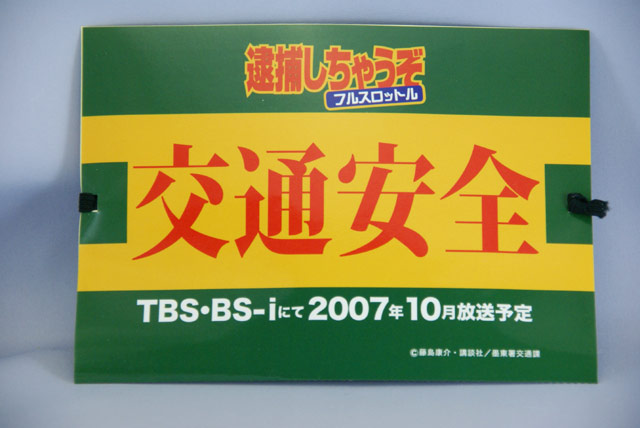 逮捕しちゃうぞ
フルスロットル
交通安全
TBS・BS-iにて2007年10月放送予定
©藤島康介・講談社／墨東署交通課